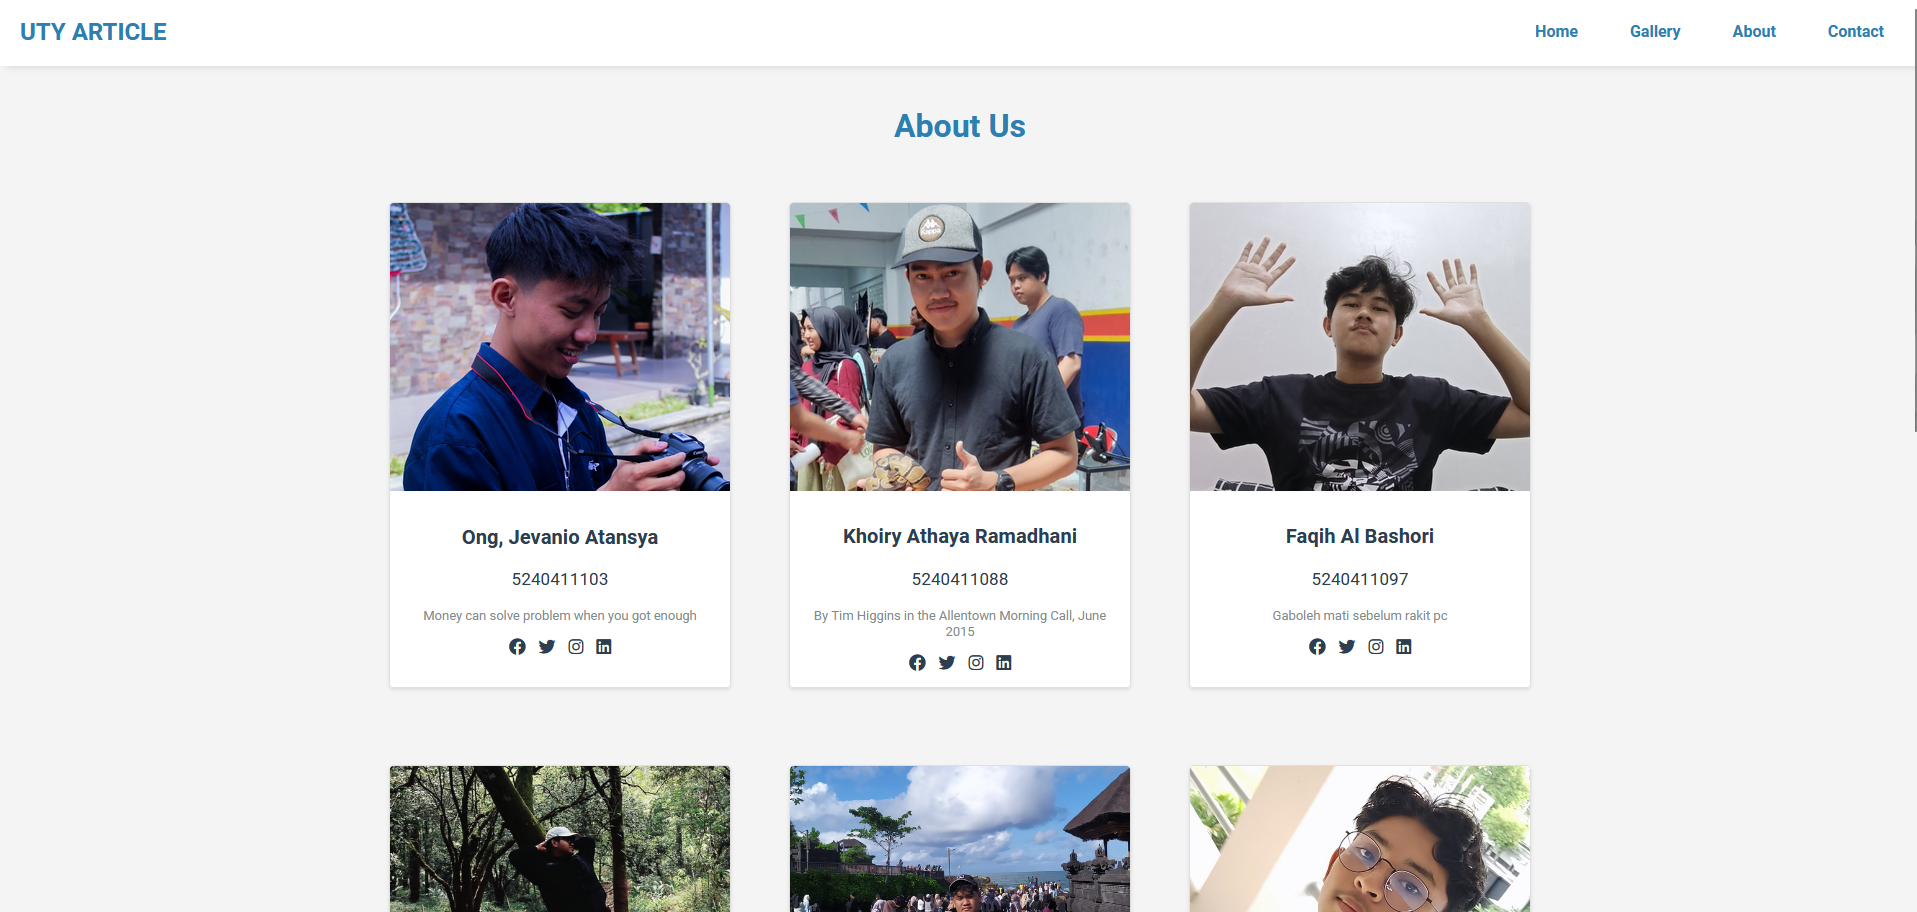 UTY ARTICLE
Home
Gallery
About
Contact
About Us
Kappa
Ong, Jevanio Atansya
5240411103
Money can solve problem when you got enough
Khoiry Athaya Ramadhani
5240411088
By Tim Higgins in the Allentown Morning Call, June
2015
Faqih Al Bashori
5240411097
Gaboleh mati sebelum rakit pc